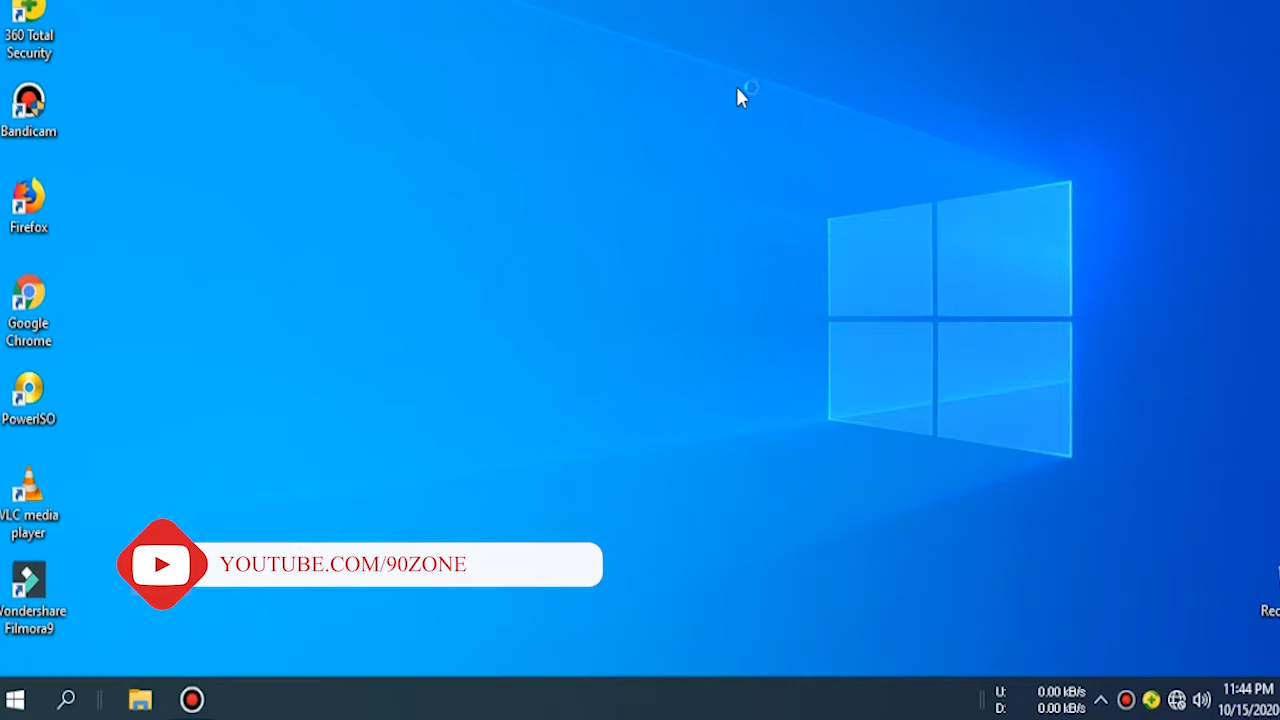 360 Total
Security
Bandicam
Firefox
Google
Chrome
PowerISO
VLC media
player
Wondershare
Filmora9
YOUTUBE.COM/90ZONE
Rec
U: 0.00 kB/s
D: 0.00 kB/s
11:44 PM
10/15/2020